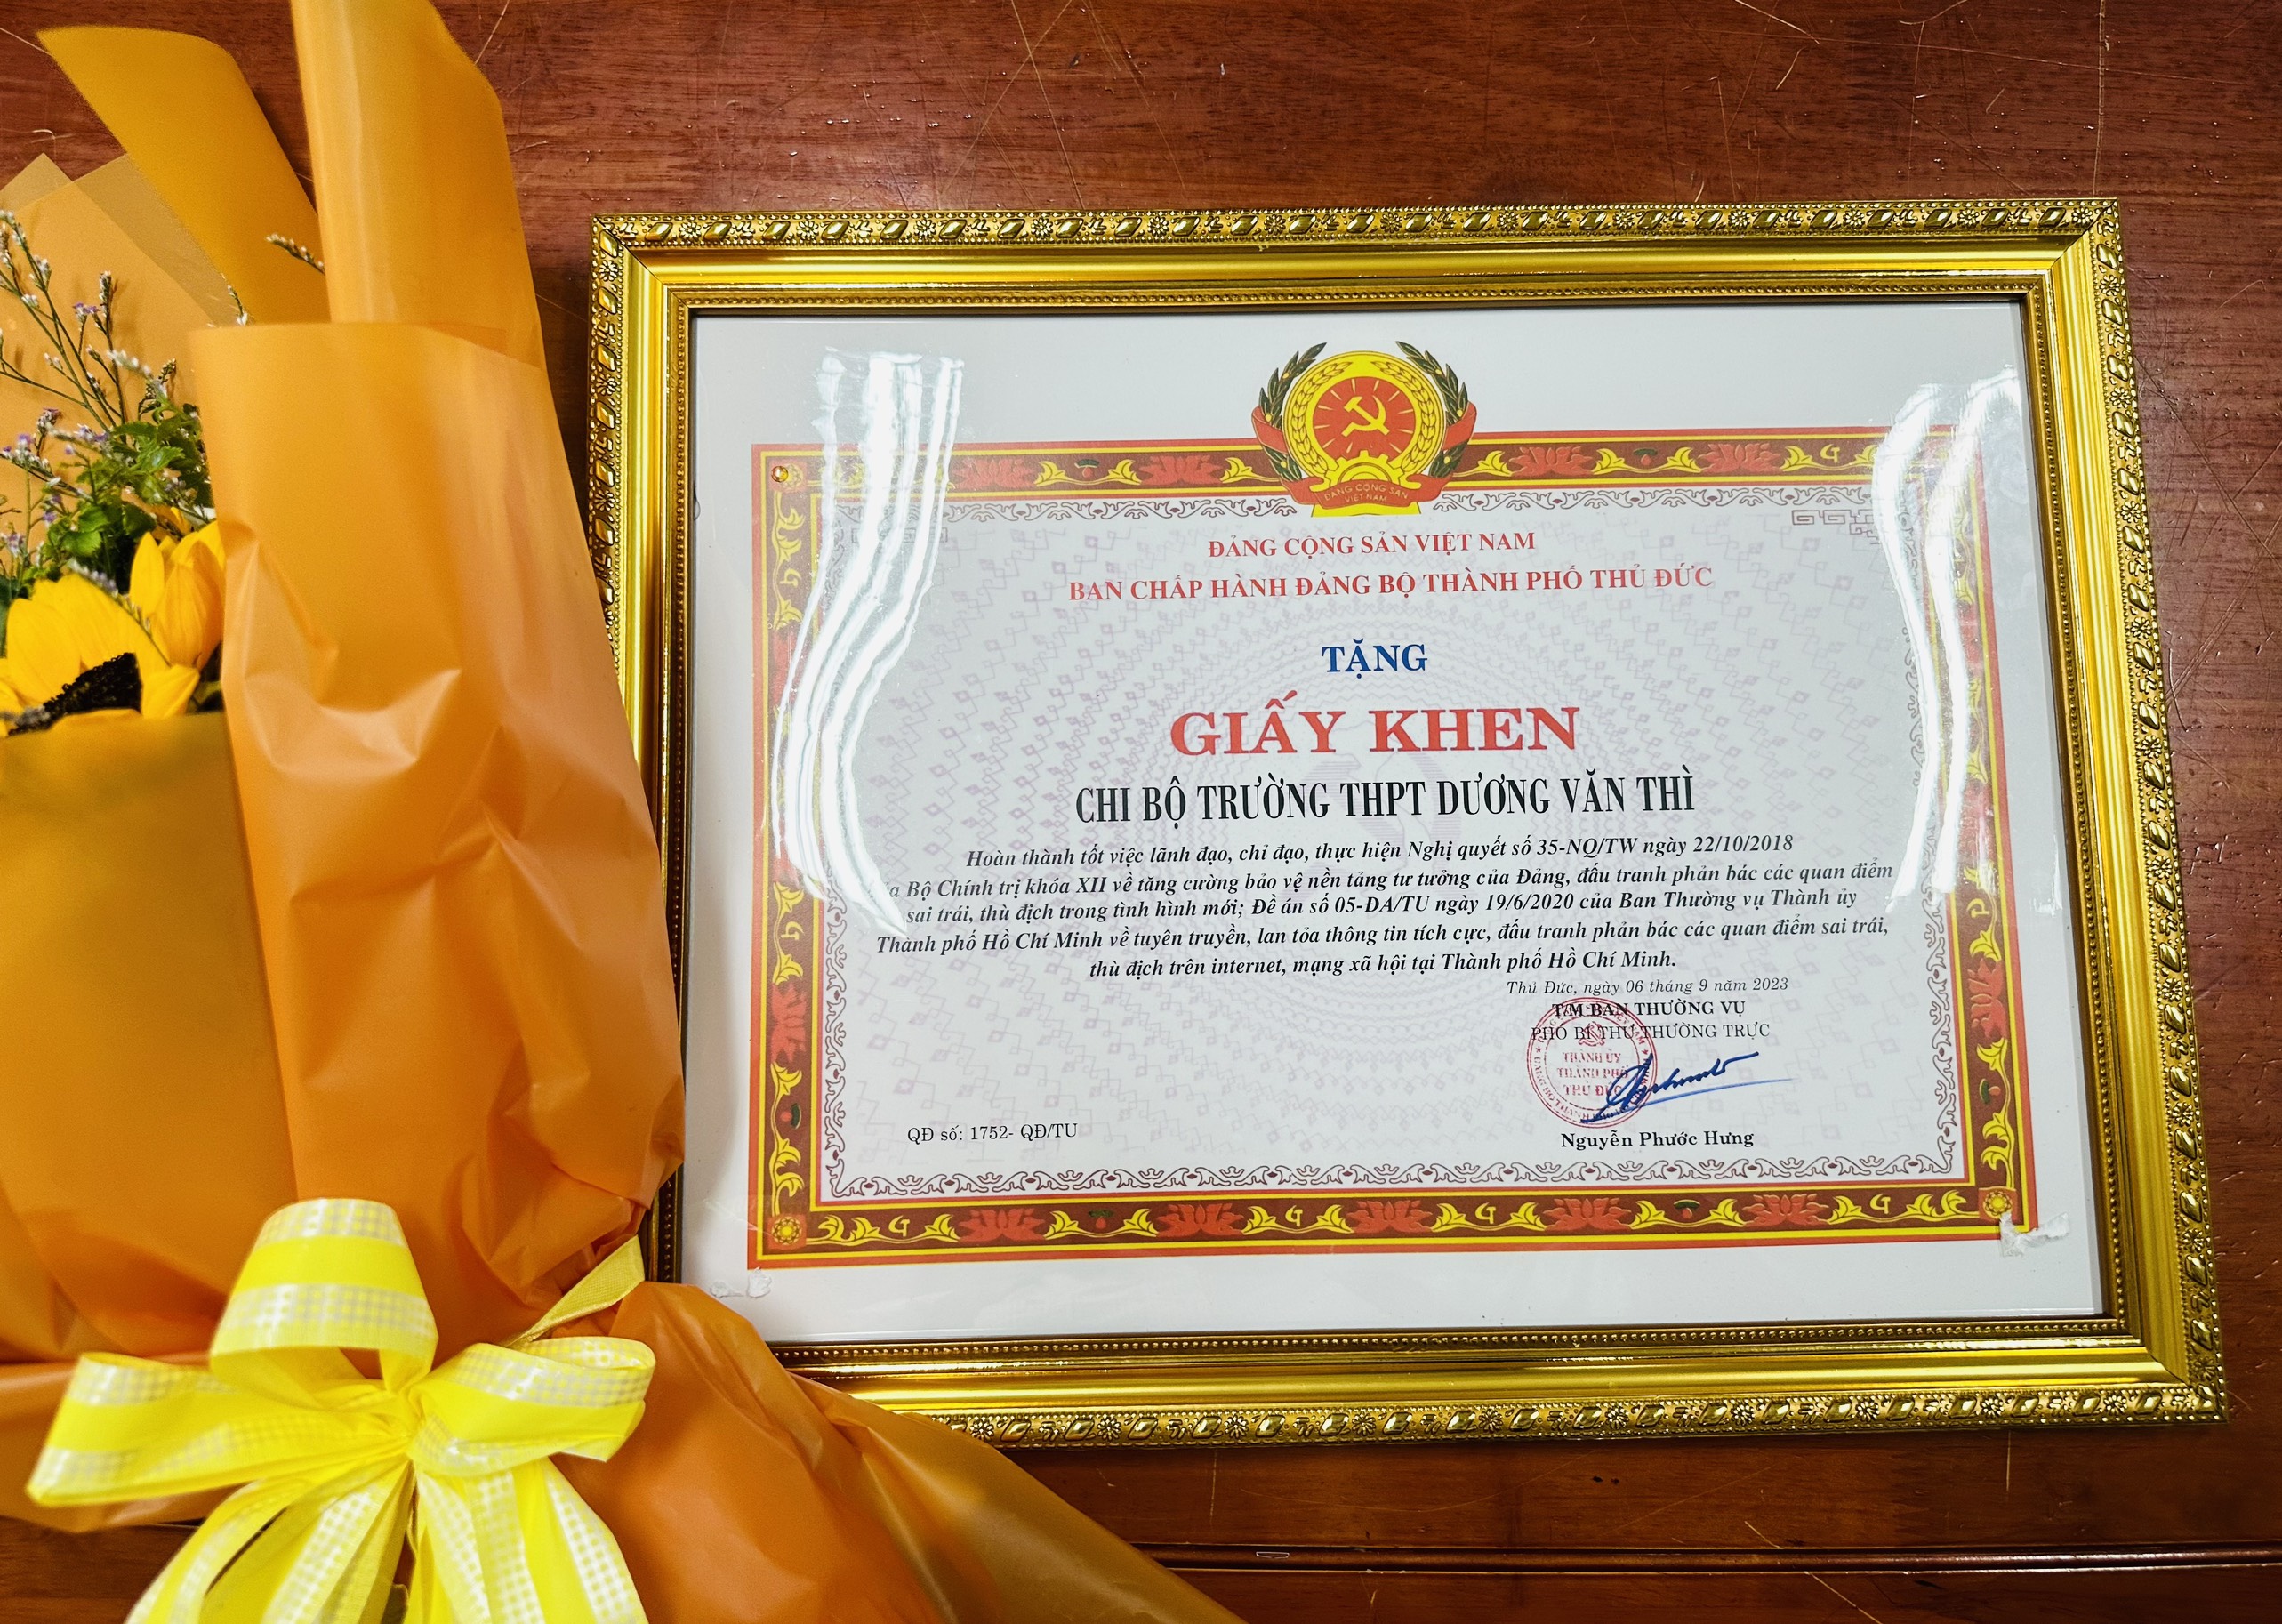 ĐẢNG CỘNG SẢN
VIỆT NAM
ĐẢNG CỘNG SẢN VIỆT NAM
BAN CHẤP HÀNH ĐẢNG BỘ THÀNH PHỐ THỦ ĐỨC
TẶNG
GIẤY KHEN
CHI BỘ TRƯỜNG THPT DƯƠNG VĂN THÌ
Hoàn thành tốt việc lãnh đạo, chỉ đạo, thực hiện Nghị quyết số 35-NQ/TW ngày 22/10/2018
Bộ Chính trị khóa XII về tăng cường bảo vệ nền tảng tư tưởng của Đảng, đấu tranh phản bác các quan điểm
sai trái, thù địch trong tình hình mới; Đề án số 05-ĐA/TU ngày 19/6/2020 của Ban Thường vụ Thành ủy
Thành phố Hồ Chí Minh về tuyên truyền, lan tỏa thông tin tích cực, đấu tranh phản bác các quan điểm sai trái,
thù địch trên internet, mạng xã hội tại Thành phố Hồ Chí Minh.
Thủ Đức, ngày 06 tháng 9 năm 2023
T/M BAN THƯỜNG VỤ
PHÓ BÍ THƯ THƯỜNG TRỰC
THÀNH ỦY
THÀNH PHỐ
THỦ ĐỨC
QĐ số: 1752- QĐ/TU
Nguyễn Phước Hưng